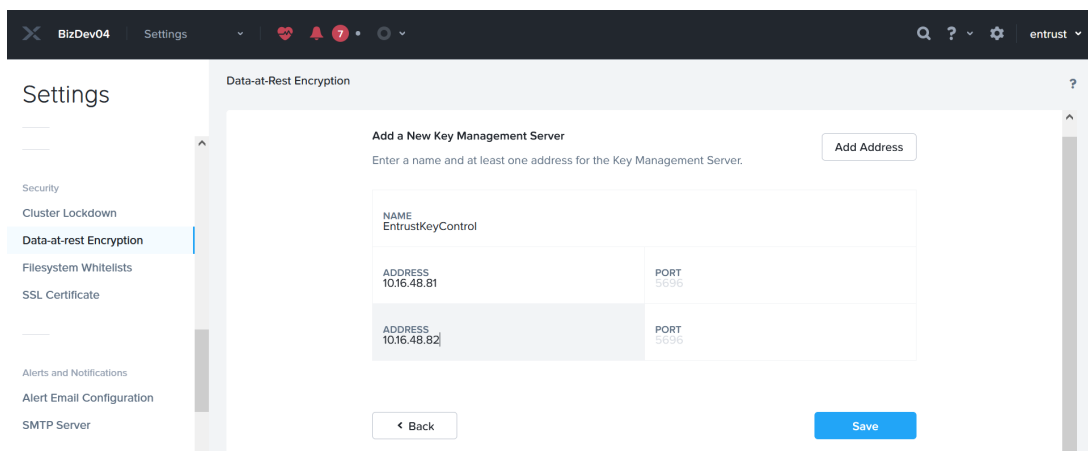 BizDev04 Settings 7 ? entrust
Settings
Security
Cluster Lockdown
Data-at-rest Encryption
Filesystem Whitelists
SSL Certificate
Alerts and Notifications
Alert Email Configuration
SMTP Server
Data-at-Rest Encryption ?
Add a New Key Management Server
Enter a name and at least one address for the Key Management Server.
Add Address
NAME
EntrustKeyControl
ADDRESS PORT
10.16.48.81 5696
ADDRESS PORT
10.16.48.82 5696
Back Save